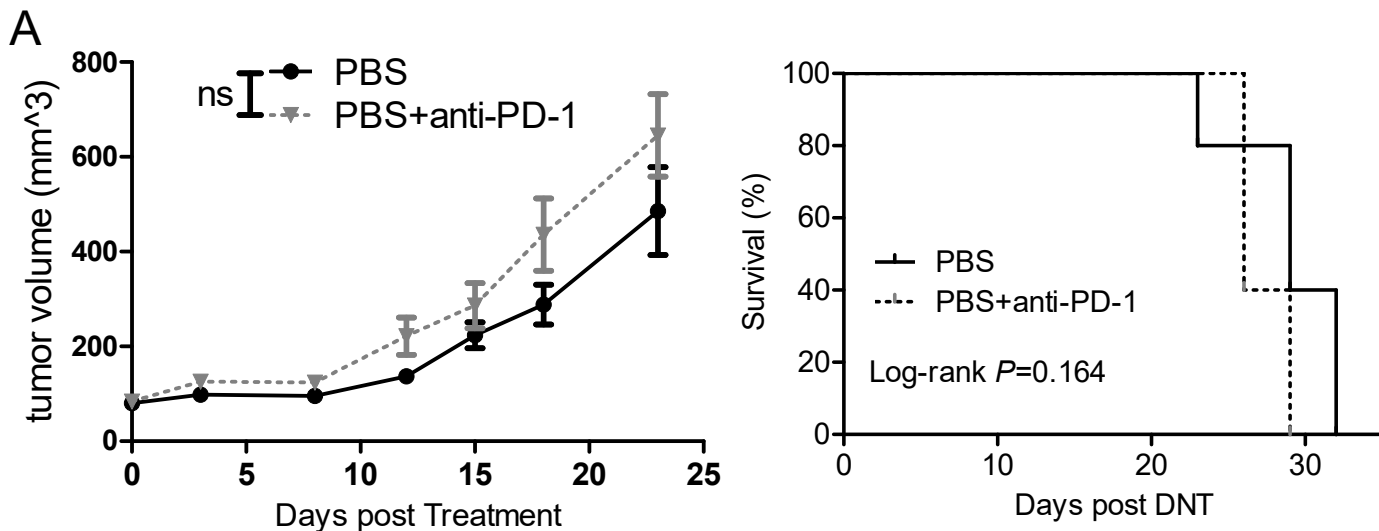 A
800
600
400
200
0
tumor volume (mm^3)
ns
PBS
PBS+anti-PD-1
0 5 10 15 20 25
Days post Treatment
100
80
60
40
20
0
Survival (%)
PBS
PBS+anti-PD-1
Log-rank P=0.164
0 10 20 30
Days post DNT